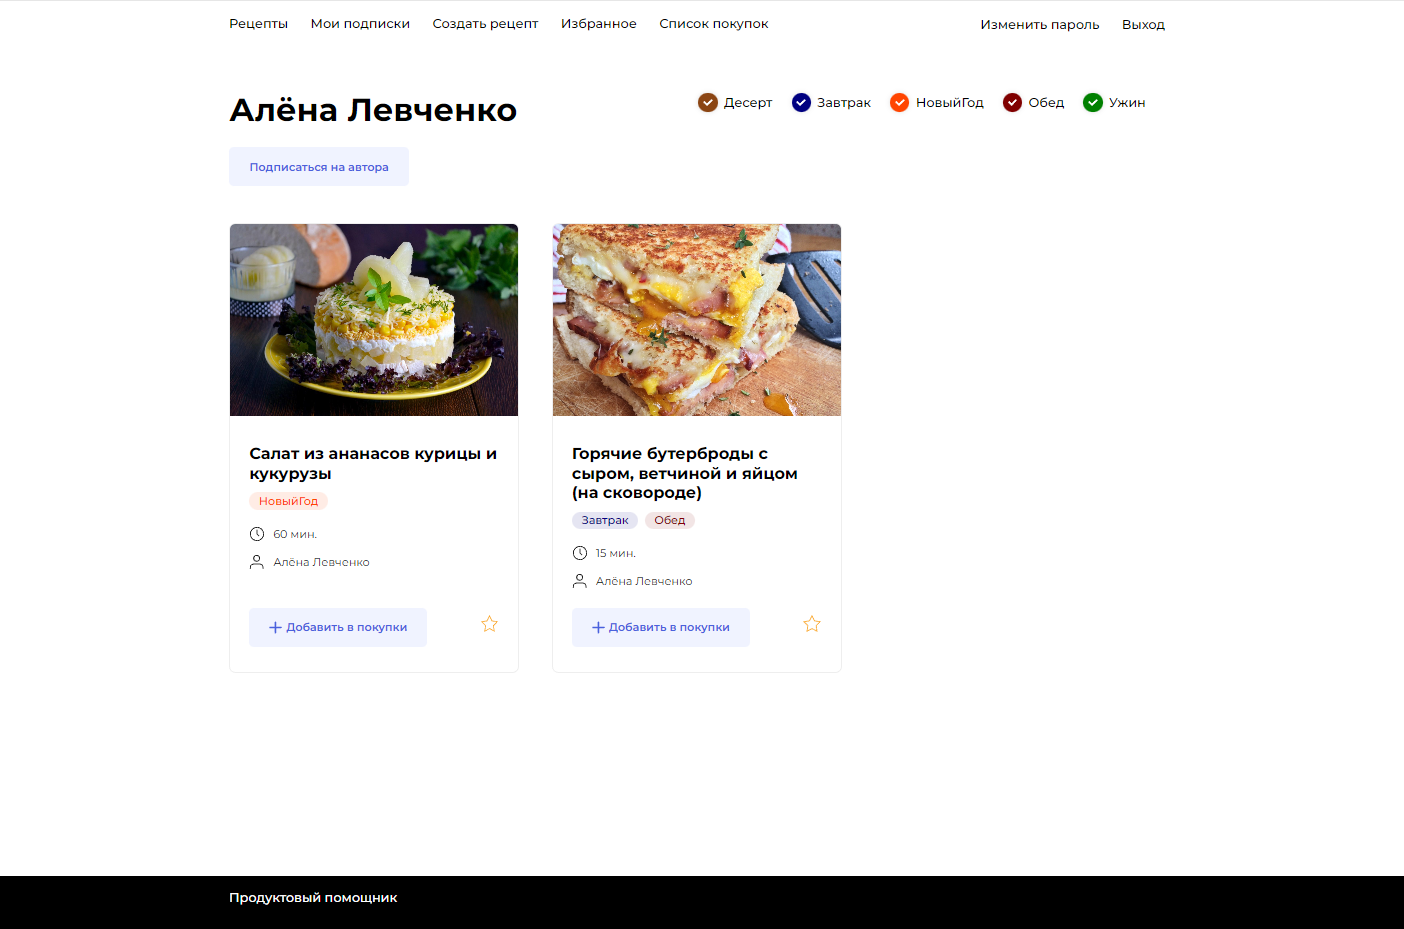 Рецепты Мои подписки Создать рецепт Избранное Список покупок Изменить пароль Выход
Алёна Левченко
Десерт Завтрак НовыйГод Обед Ужин
Подписаться на автора
Салат из ананасов курицы и
кукурузы
НовыйГод
60 мин.
Алёна Левченко
Добавить в покупки
Горячие бутерброды с
сыром, ветчиной и яйцом
(на сковороде)
Завтрак Обед
15 мин.
Алёна Левченко
Добавить в покупки
Продуктовый помощник